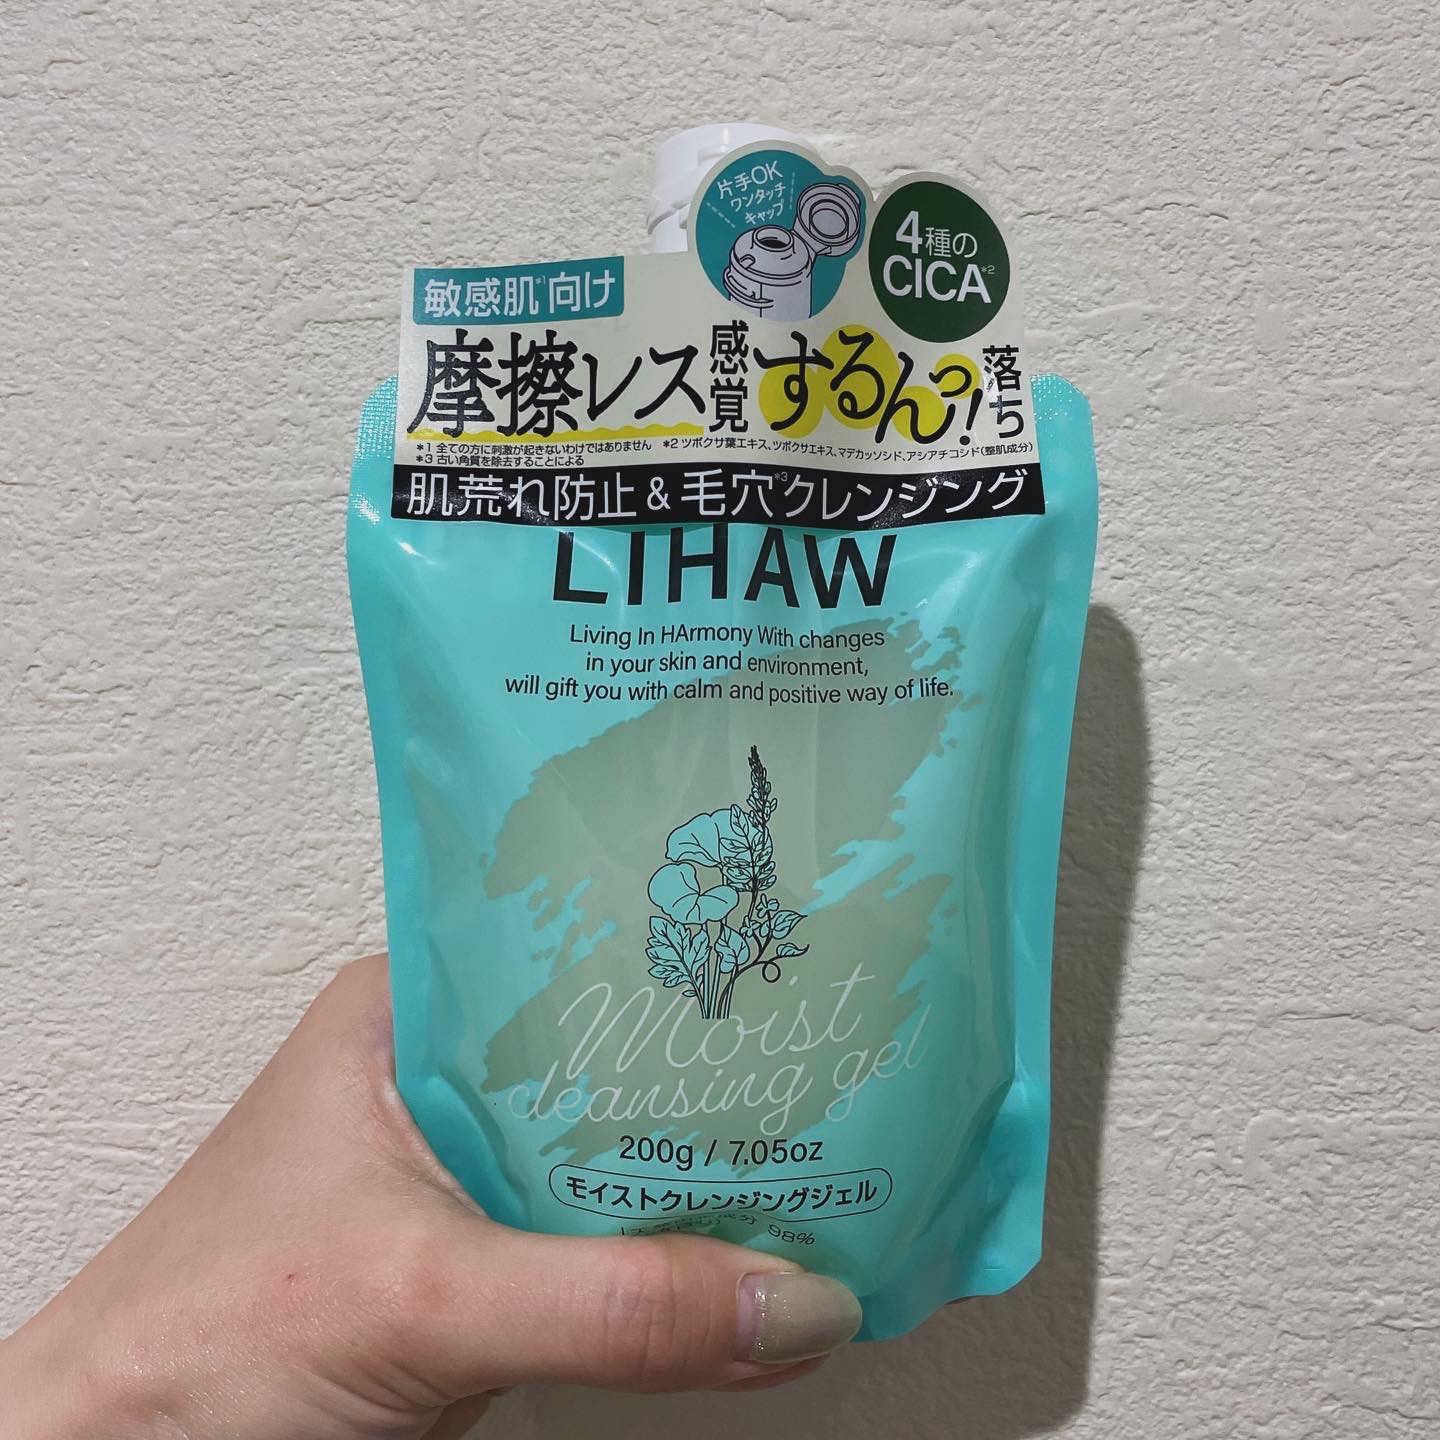 片手OK
ワンタッチ
キャップ
4種の
CICA*2
敏感肌*1向け
摩擦レス感覚するんっ!落ち
*1 全ての方に刺激が起きないわけではありません *2 ツボクサ葉エキス、ツボクサエキス、マデカッソシド、アシアチコシド(整肌成分)
*3 古い角質を除去することによる
肌荒れ防止&毛穴*3クレンジング
LIHAW
Living In HArmony With changes
in your skin and environment,
will gift you with calm and positive way of life.
Moist
cleansing gel
200g / 7.05oz
モイストクレンジングジェル
成分 98%